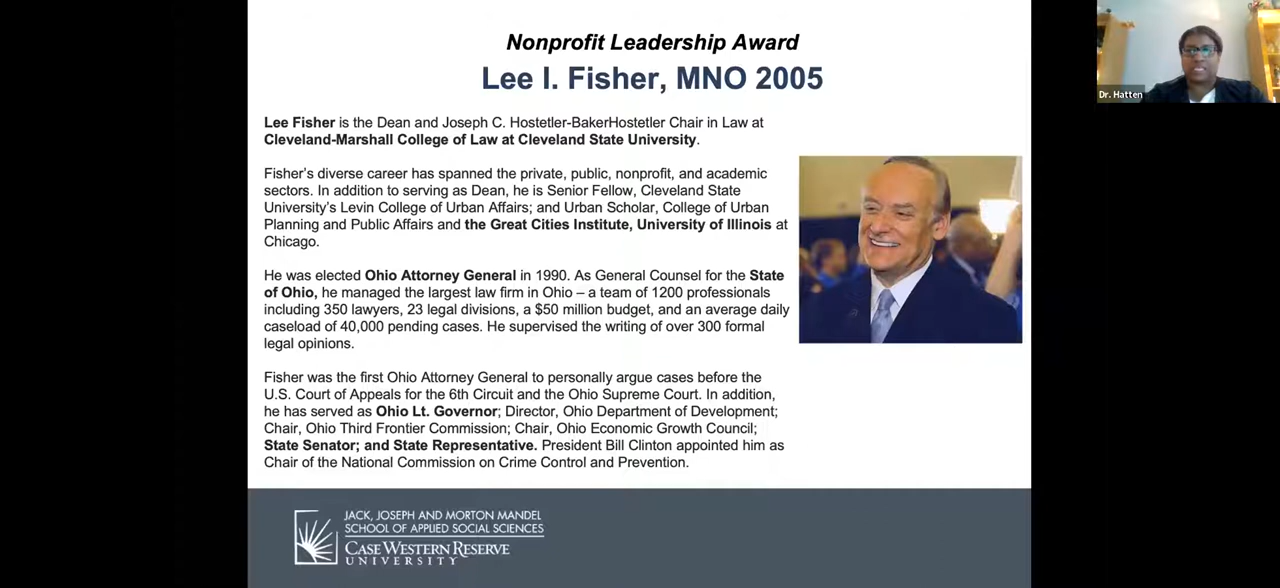 Nonprofit Leadership Award
Lee I. Fisher, MNO 2005
Dr. Hatten
Lee Fisher is the Dean and Joseph C. Hostetler-BakerHostetler Chair in Law at
Cleveland-Marshall College of Law at Cleveland State University.
Fisher's diverse career has spanned the private, public, nonprofit, and academic
sectors. In addition to serving as Dean, he is Senior Fellow, Cleveland State
University's Levin College of Urban Affairs; and Urban Scholar, College of Urban
Planning and Public Affairs and the Great Cities Institute, University of Illinois at
Chicago.
He was elected Ohio Attorney General in 1990. As General Counsel for the State
of Ohio, he managed the largest law firm in Ohio – a team of 1200 professionals
including 350 lawyers, 23 legal divisions, a $50 million budget, and an average daily
caseload of 40,000 pending cases. He supervised the writing of over 300 formal
legal opinions.
Fisher was the first Ohio Attorney General to personally argue cases before the
U.S. Court of Appeals for the 6th Circuit and the Ohio Supreme Court. In addition,
he has served as Ohio Lt. Governor; Director, Ohio Department of Development;
Chair, Ohio Third Frontier Commission; Chair, Ohio Economic Growth Council;
State Senator; and State Representative. President Bill Clinton appointed him as
Chair of the National Commission on Crime Control and Prevention.
JACK, JOSEPH AND MORTON MANDEL
SCHOOL OF APPLIED SOCIAL SCIENCES
CASE WESTERN RESERVE
UNIVERSITY